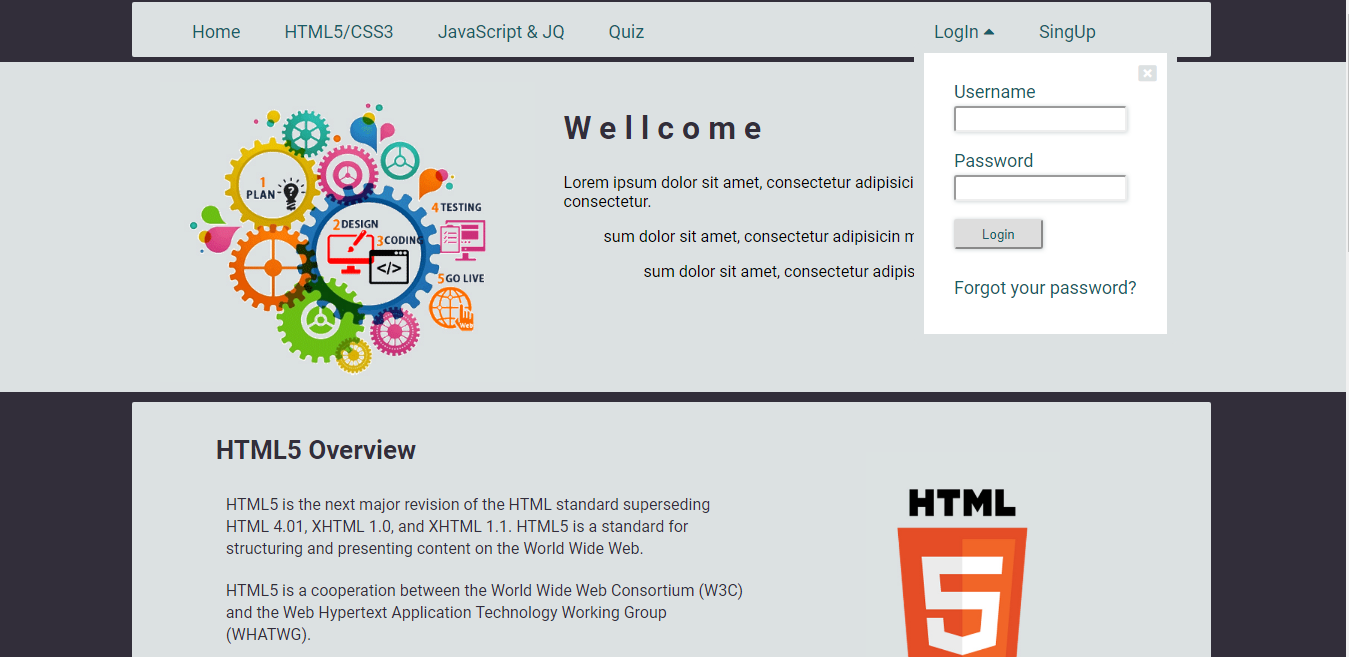 Home HTML5/CSS3 JavaScript & JQ Quiz LogIn SingUp
Username
Password
Login
Forgot your password?
1
PLAN
2 DESIGN
3 CODING
</>
4 TESTING
5 GO LIVE
Wellcome
Lorem ipsum dolor sit amet, consectetur adipisici
consectetur.
sum dolor sit amet, consectetur adipisicin
sum dolor sit amet, consectetur adipis
HTML5 Overview
HTML5 is the next major revision of the HTML standard superseding
HTML 4.01, XHTML 1.0, and XHTML 1.1. HTML5 is a standard for
structuring and presenting content on the World Wide Web.
HTML5 is a cooperation between the World Wide Web Consortium (W3C)
and the Web Hypertext Application Technology Working Group
(WHATWG).
HTML
5